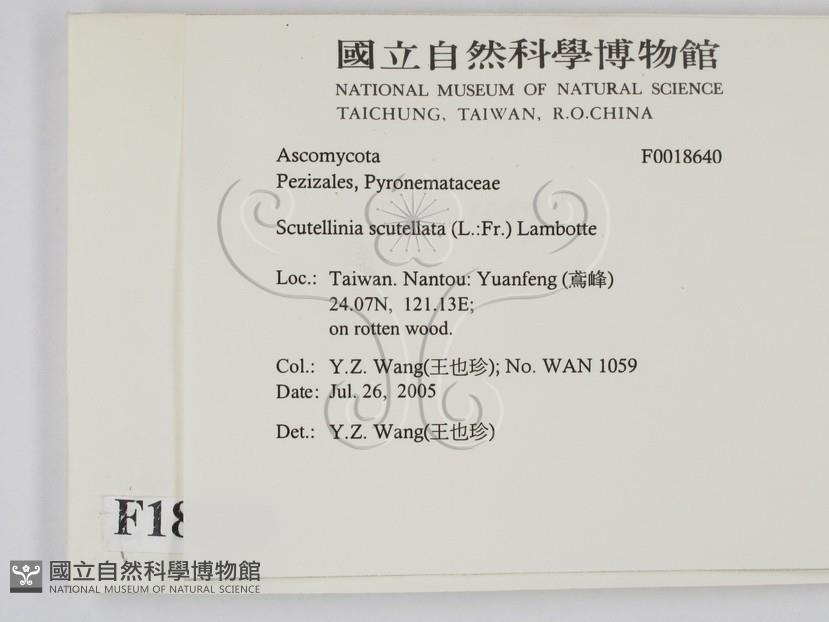 國立自然科學博物館
NATIONAL MUSEUM OF NATURAL SCIENCE
TAICHUNG, TAIWAN, R.O.CHINA
Ascomycota F0018640
Pezizales, Pyronemataceae
Scutellinia scutellata (L.:Fr.) Lambotte
Loc.: Taiwan. Nantou: Yuanfeng (鳶峰)
24.07N, 121.13E;
on rotten wood.
Col.: Y.Z. Wang(王也珍); No. WAN 1059
Date: Jul. 26, 2005
Det.: Y.Z. Wang(王也珍)
F18
國立自然科學博物館
NATIONAL MUSEUM OF NATURAL SCIENCE